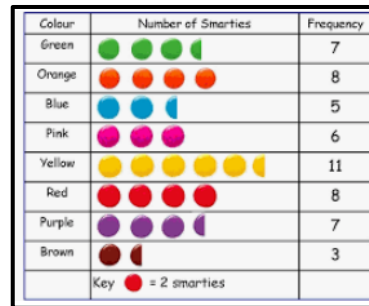 Colour Number of Smarties Frequency
Green 7
Orange 8
Blue 5
Pink 6
Yellow 11
Red 8
Purple 7
Brown 3
Key = 2 smarties